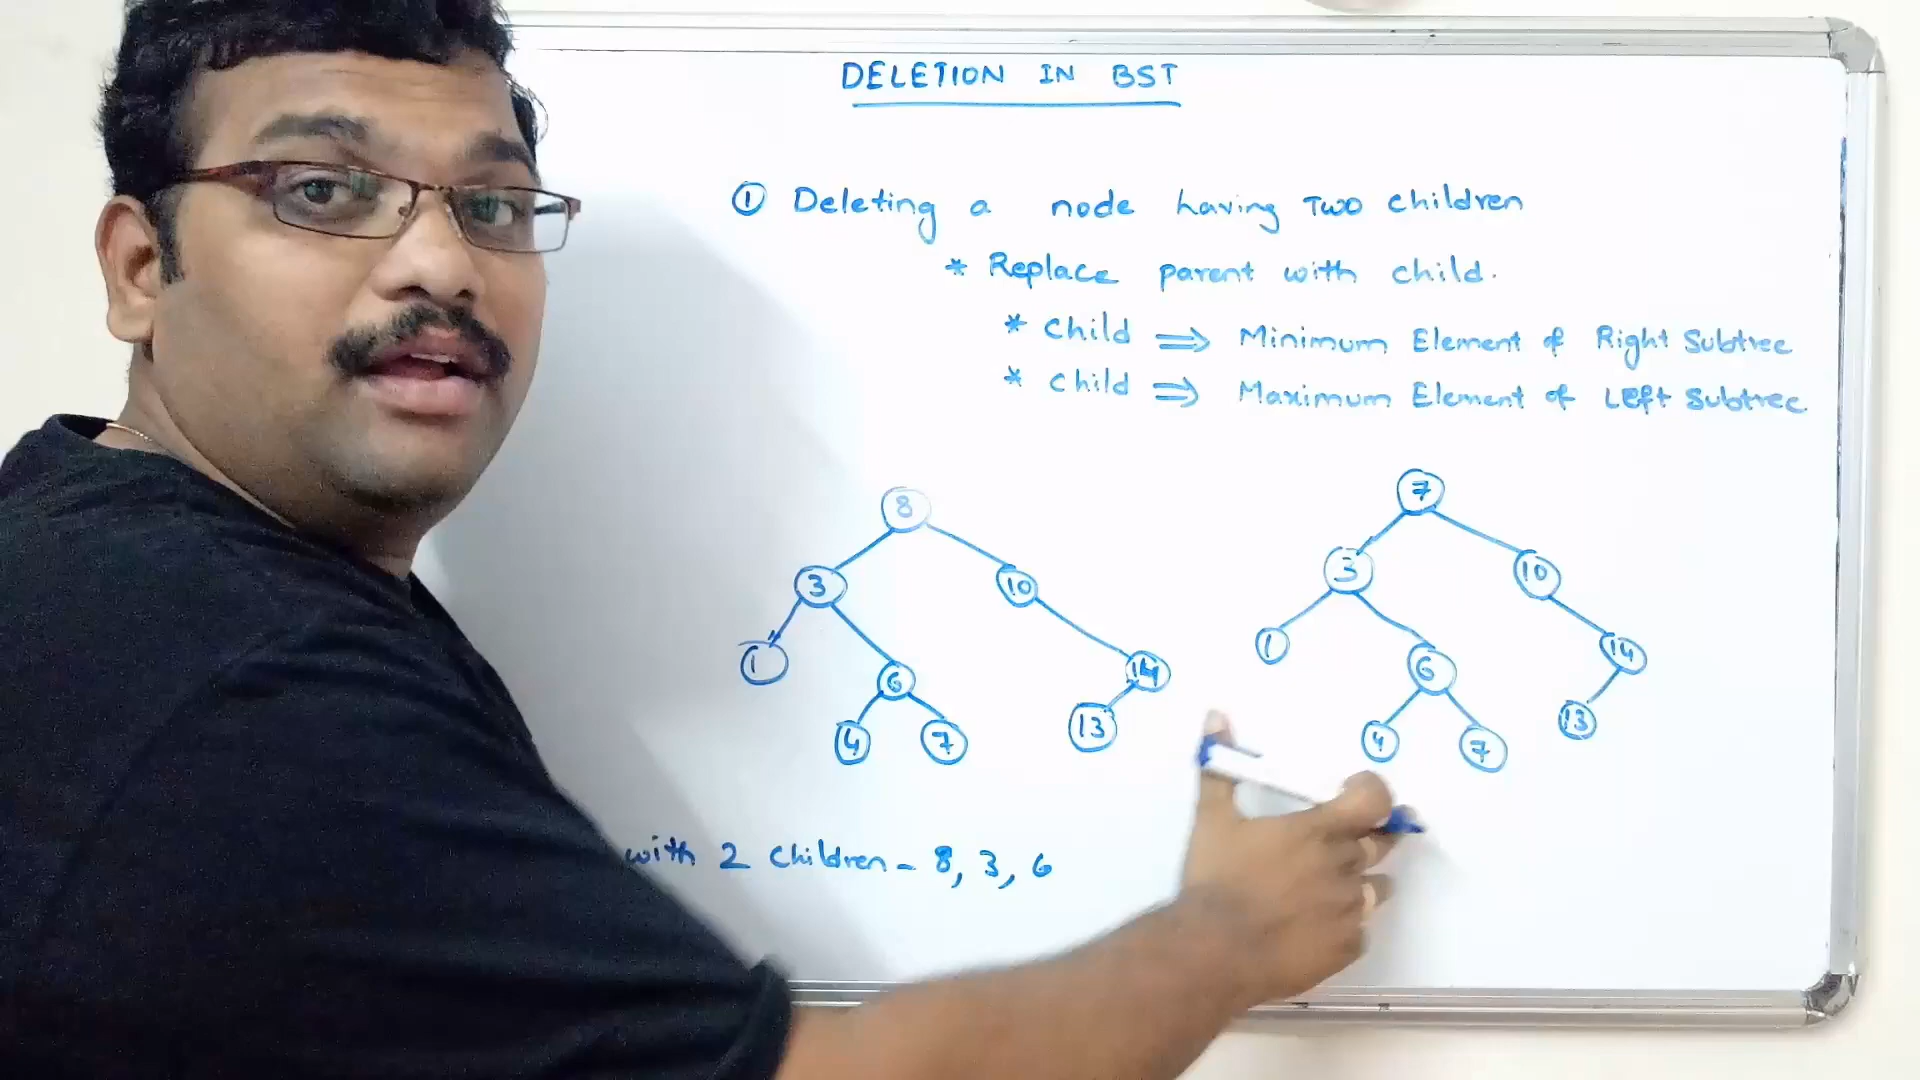 DELETION IN BST
① Deleting a node having Two children
* Replace parent with child.
* child ⇒ Minimum Element of Right Subtree
* child ⇒ Maximum Element of Left Subtree
8
3 10
1 6 14
4 7 13
7
3 10
1 6 14
4 7 13
with 2 children - 8, 3, 6